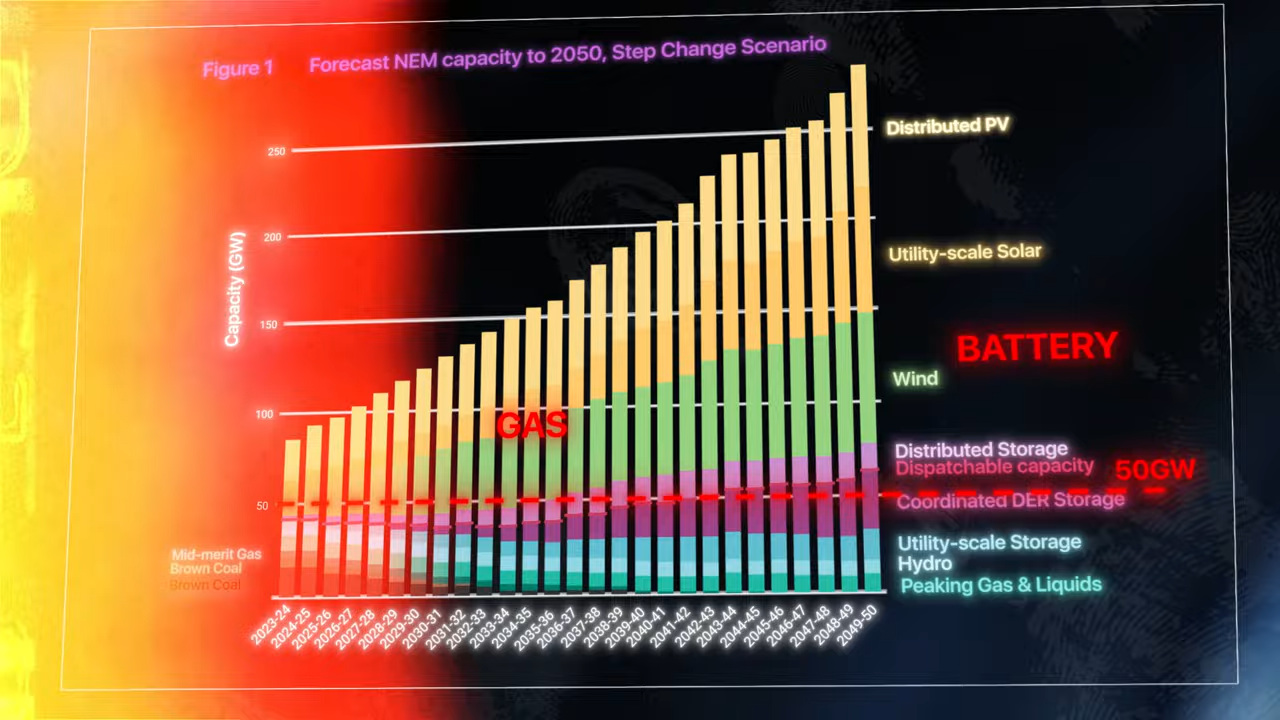 Figure 1 Forecast NEM capacity to 2050, Step Change Scenario
Capacity (GW)
250
200
150
100
50
Mid-merit Gas
Brown Coal
Brown Coal
GAS
Distributed PV
Utility-scale Solar
BATTERY
Wind
Distributed Storage
Dispatchable capacity
50GW
Coordinated DER Storage
Utility-scale Storage
Hydro
Peaking Gas & Liquids
2023-24
2024-25
2025-26
2026-27
2027-28
2028-29
2029-30
2030-31
2031-32
2032-33
2033-34
2034-35
2035-36
2036-37
2037-38
2038-39
2039-40
2040-41
2041-42
2042-43
2043-44
2044-45
2045-46
2046-47
2047-48
2048-49
2049-50